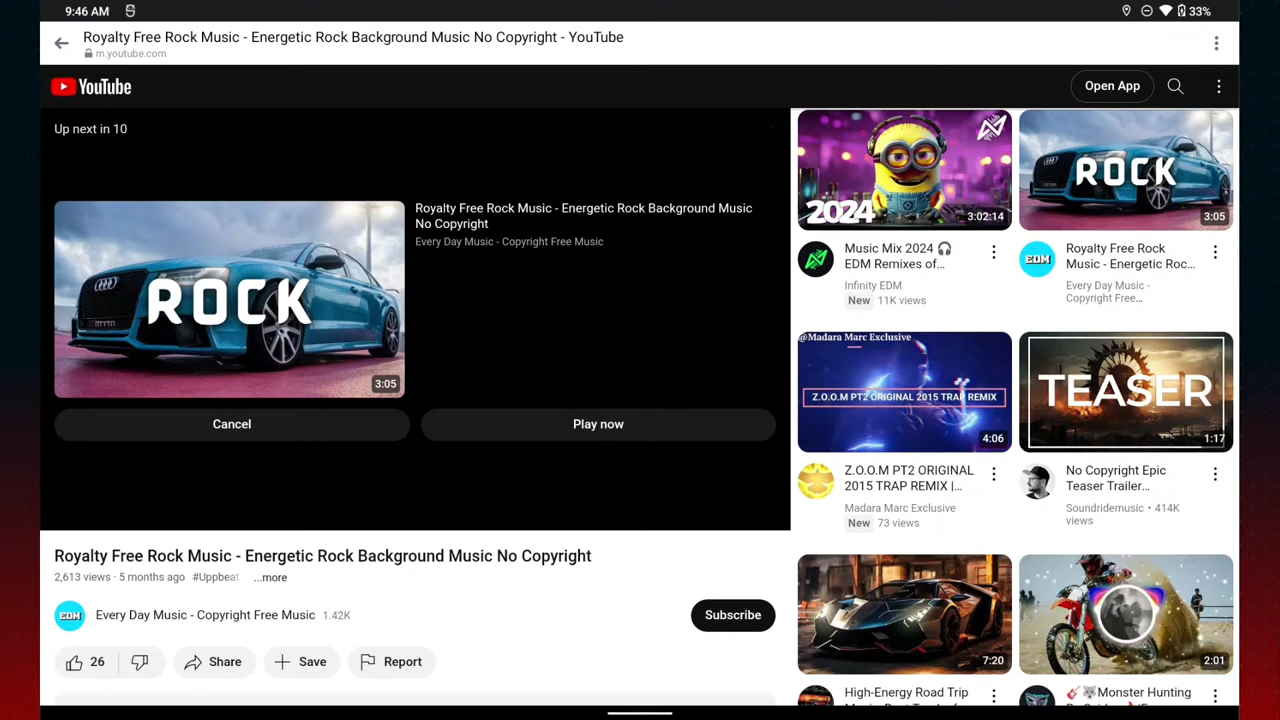 9:46 AM
33%
Royalty Free Rock Music - Energetic Rock Background Music No Copyright - YouTube
m.youtube.com
YouTube
Open App
Up next in 10
ROCK
3:05
Royalty Free Rock Music - Energetic Rock Background Music
No Copyright
Every Day Music - Copyright Free Music
Cancel
Play now
Royalty Free Rock Music - Energetic Rock Background Music No Copyright
2,613 views · 5 months ago #Uppbeat ...more
EDM
Every Day Music - Copyright Free Music 1.42K
Subscribe
26
Share
Save
Report
2024
3:02:14
Music Mix 2024 🎧
EDM Remixes of...
Infinity EDM
New 11K views
ROCK
3:05
EDM
Royalty Free Rock
Music - Energetic Roc...
Every Day Music -
Copyright Free...
@Madara Marc Exclusive
Z.O.O.M PT2 ORIGINAL 2015 TRAP REMIX
4:06
Z.O.O.M PT2 ORIGINAL
2015 TRAP REMIX |...
Madara Marc Exclusive
New 73 views
TEASER
1:17
No Copyright Epic
Teaser Trailer...
Soundridemusic • 414K
views
7:20
High-Energy Road Trip
2:01
🎸🐺Monster Hunting